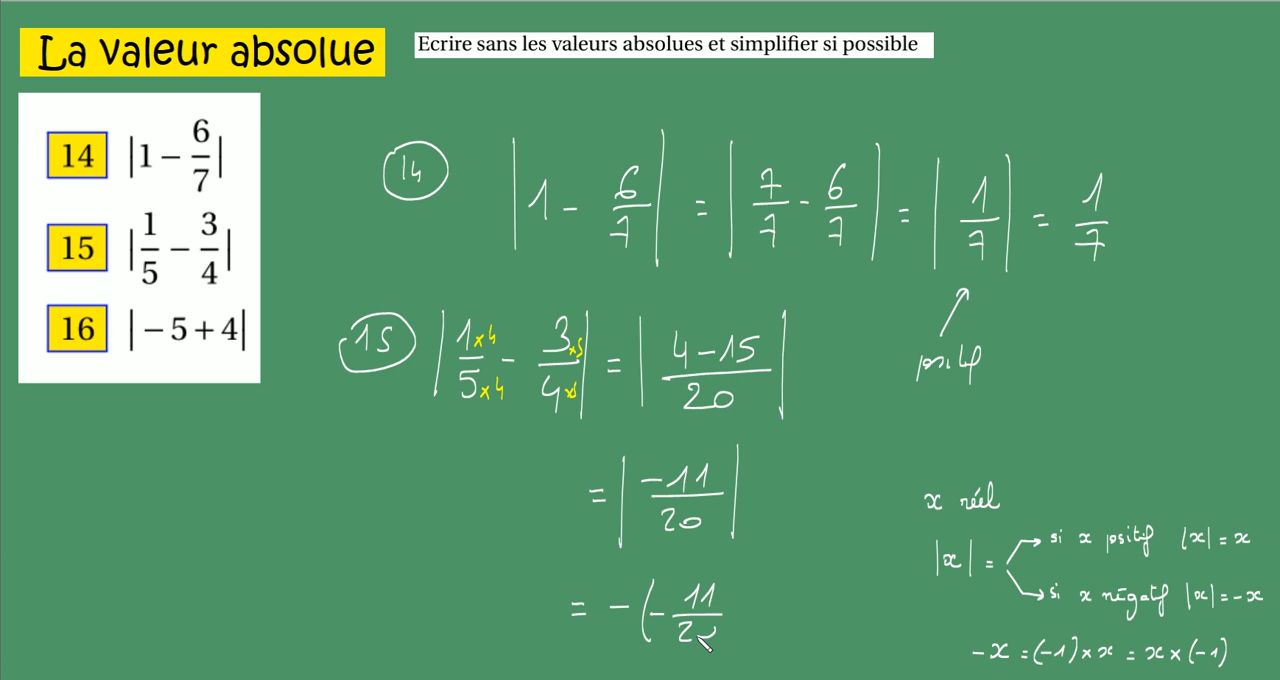 La valeur absolue
Ecrire sans les valeurs absolues et simplifier si possible
14 |1 − 6/7|
15 |1/5 − 3/4|
16 |−5+4|
14 |1 − 6/7| = |7/7 − 6/7| = |1/7| = 1/7
positif
15 |1×4/5×4 − 3×5/4×5| = |4−15/20|
= |−11/20|
= −(−11/20
x réel
|x| =
si x positif |x| = x
si x négatif |x| = −x
−x = (−1)×x = x×(−1)